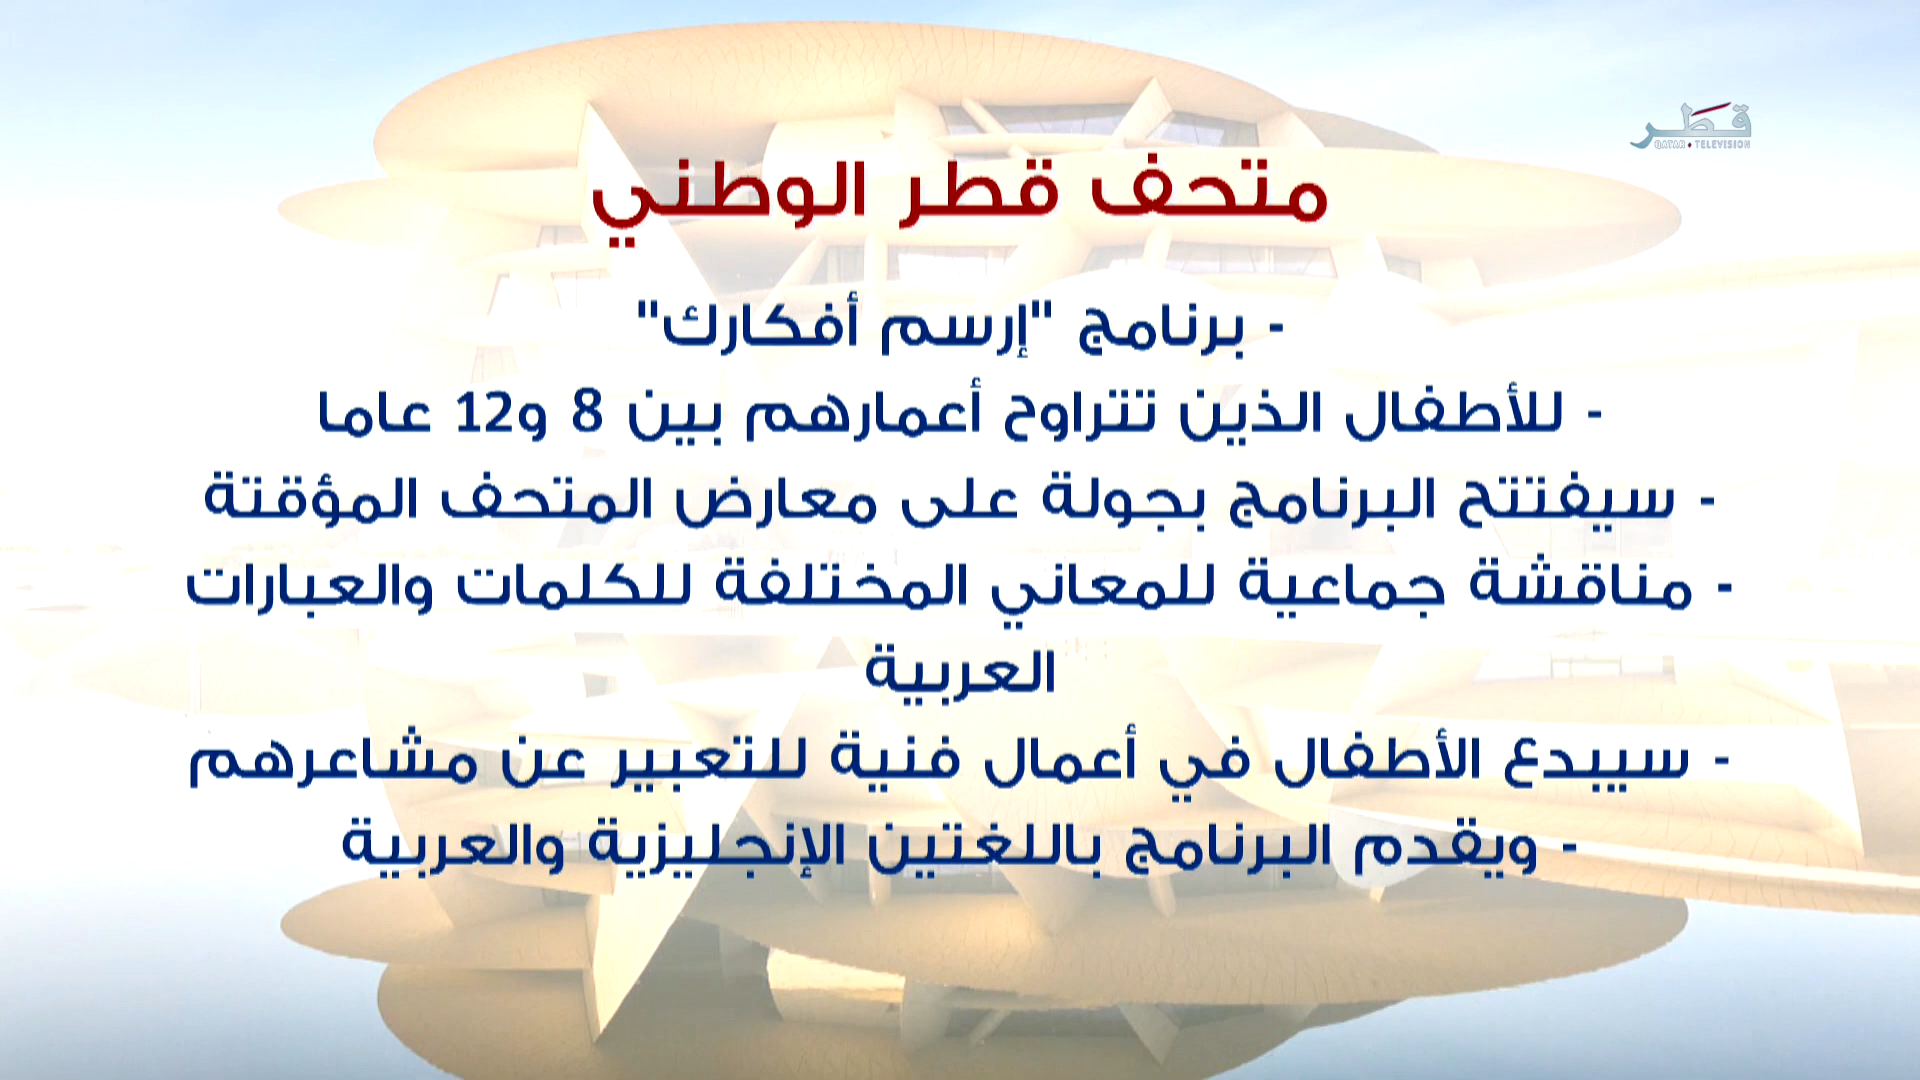 قطر
QATAR TELEVISION
متحف قطر الوطني
- برنامج "إرسم أفكارك"
- للأطفال الذين تتراوح أعمارهم بين 8 و12 عاما
- سيفتتح البرنامج بجولة على معارض المتحف المؤقتة
- مناقشة جماعية للمعاني المختلفة للكلمات والعبارات
العربية
- سيبدع الأطفال في أعمال فنية للتعبير عن مشاعرهم
- ويقدم البرنامج باللغتين الإنجليزية والعربية